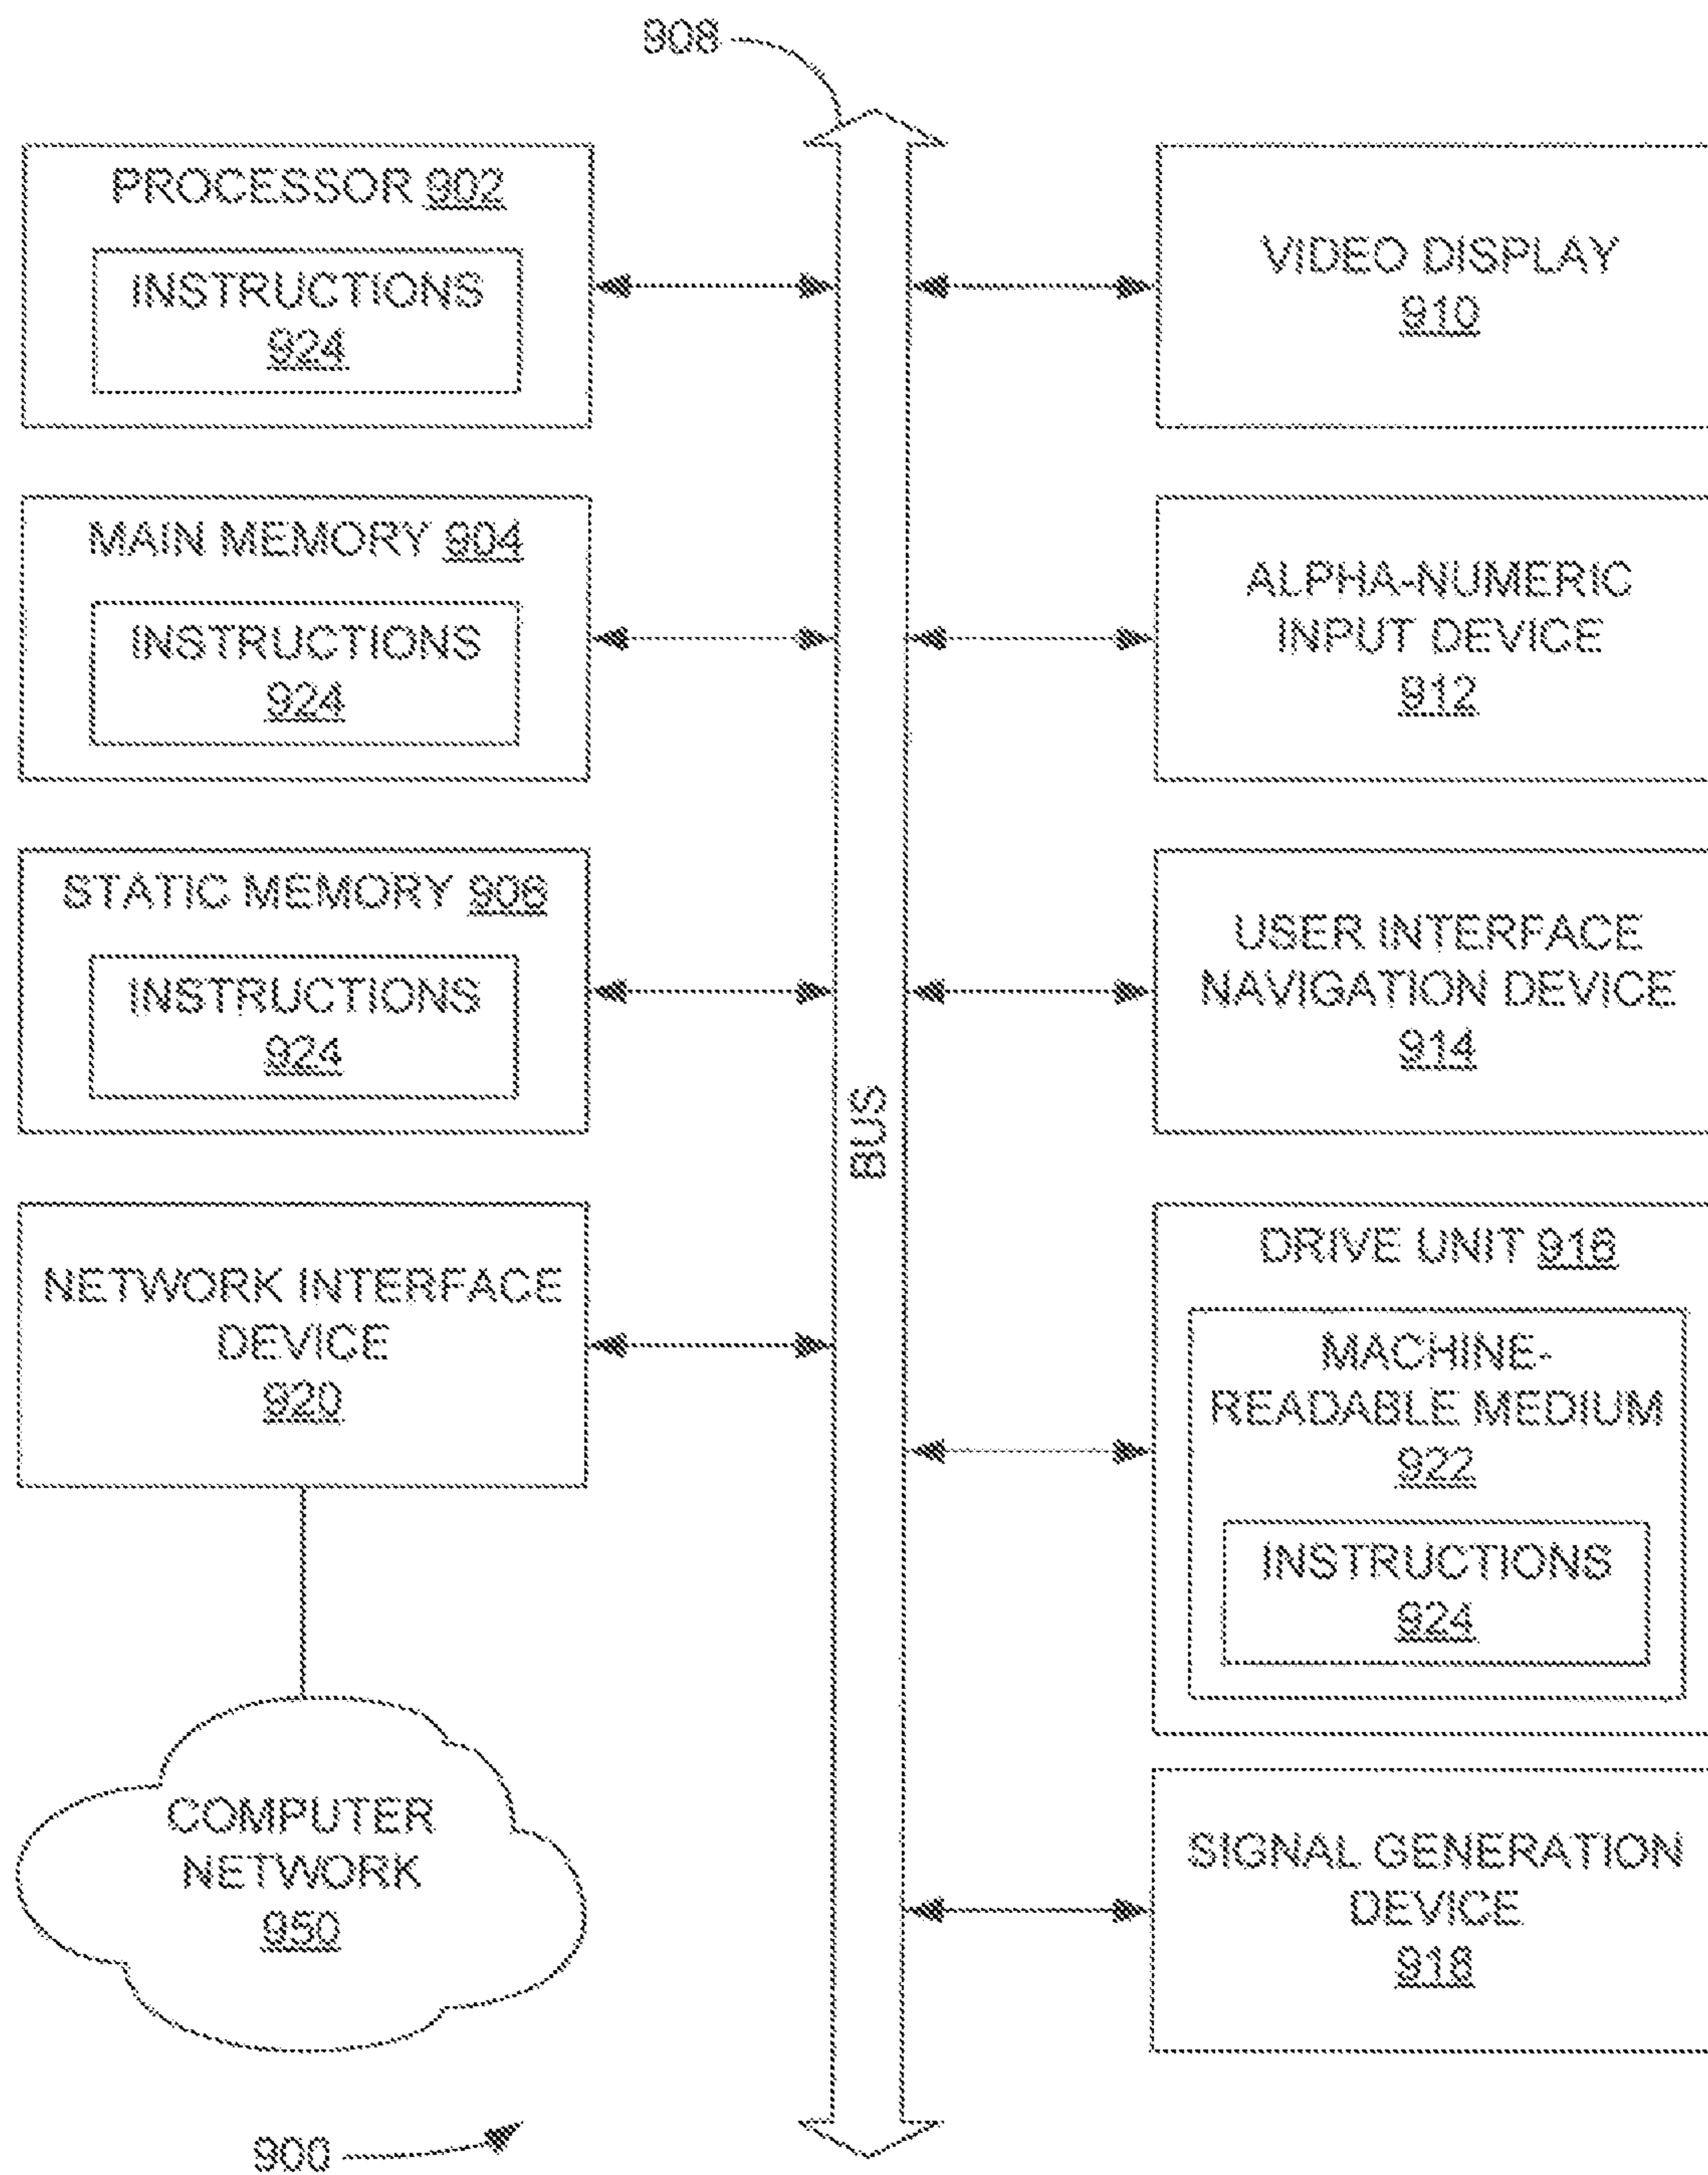 908
PROCESSOR 902
INSTRUCTIONS
924
MAIN MEMORY 904
INSTRUCTIONS
924
STATIC MEMORY 906
INSTRUCTIONS
924
NETWORK INTERFACE
DEVICE
920
COMPUTER
NETWORK
950
900
BUS
VIDEO DISPLAY
910
ALPHA-NUMERIC
INPUT DEVICE
912
USER INTERFACE
NAVIGATION DEVICE
914
DRIVE UNIT 916
MACHINE-
READABLE MEDIUM
922
INSTRUCTIONS
924
SIGNAL GENERATION
DEVICE
918